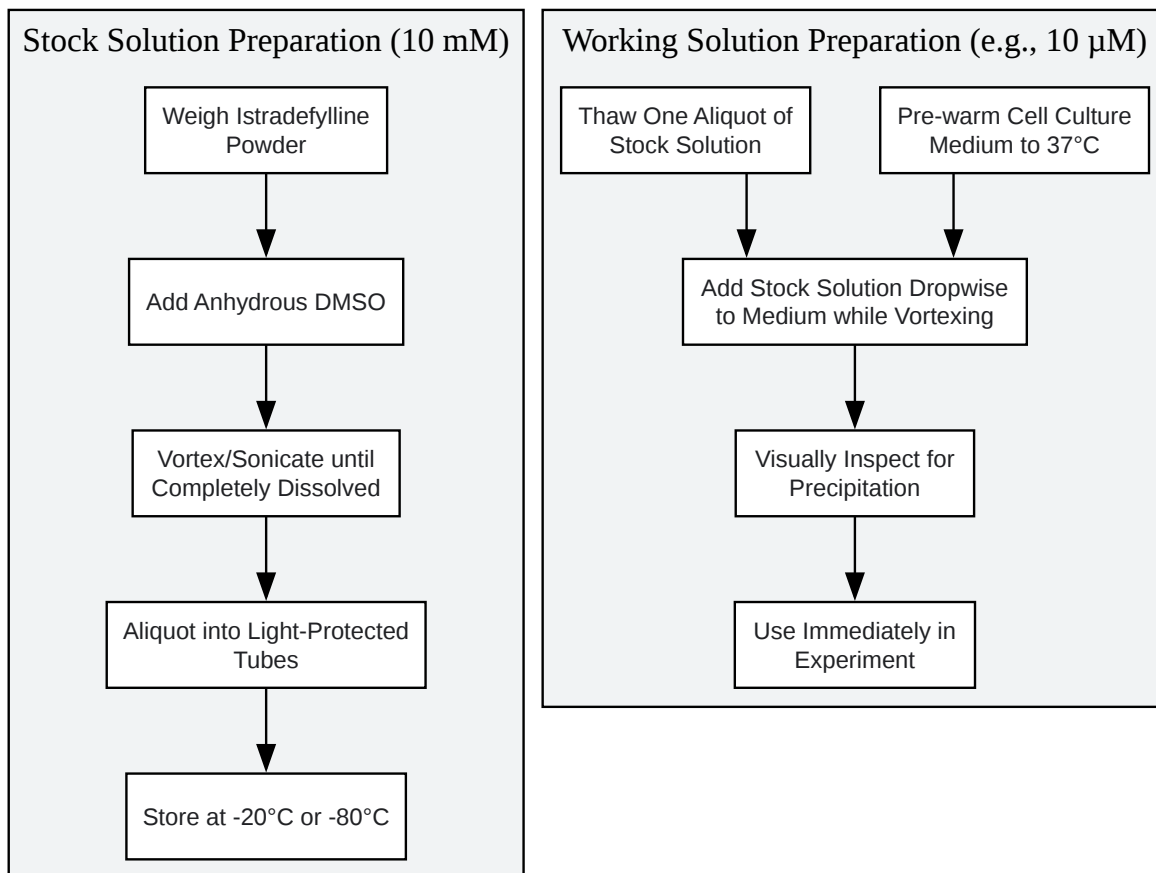 Stock Solution Preparation (10 mM)
Weigh Istradefylline
Powder
Add Anhydrous DMSO
Vortex/Sonicate until
Completely Dissolved
Aliquot into Light-Protected
Tubes
Store at -20°C or -80°C
Working Solution Preparation (e.g., 10 µM)
Thaw One Aliquot of
Stock Solution
Pre-warm Cell Culture
Medium to 37°C
Add Stock Solution Dropwise
to Medium while Vortexing
Visually Inspect for
Precipitation
Use Immediately in
Experiment